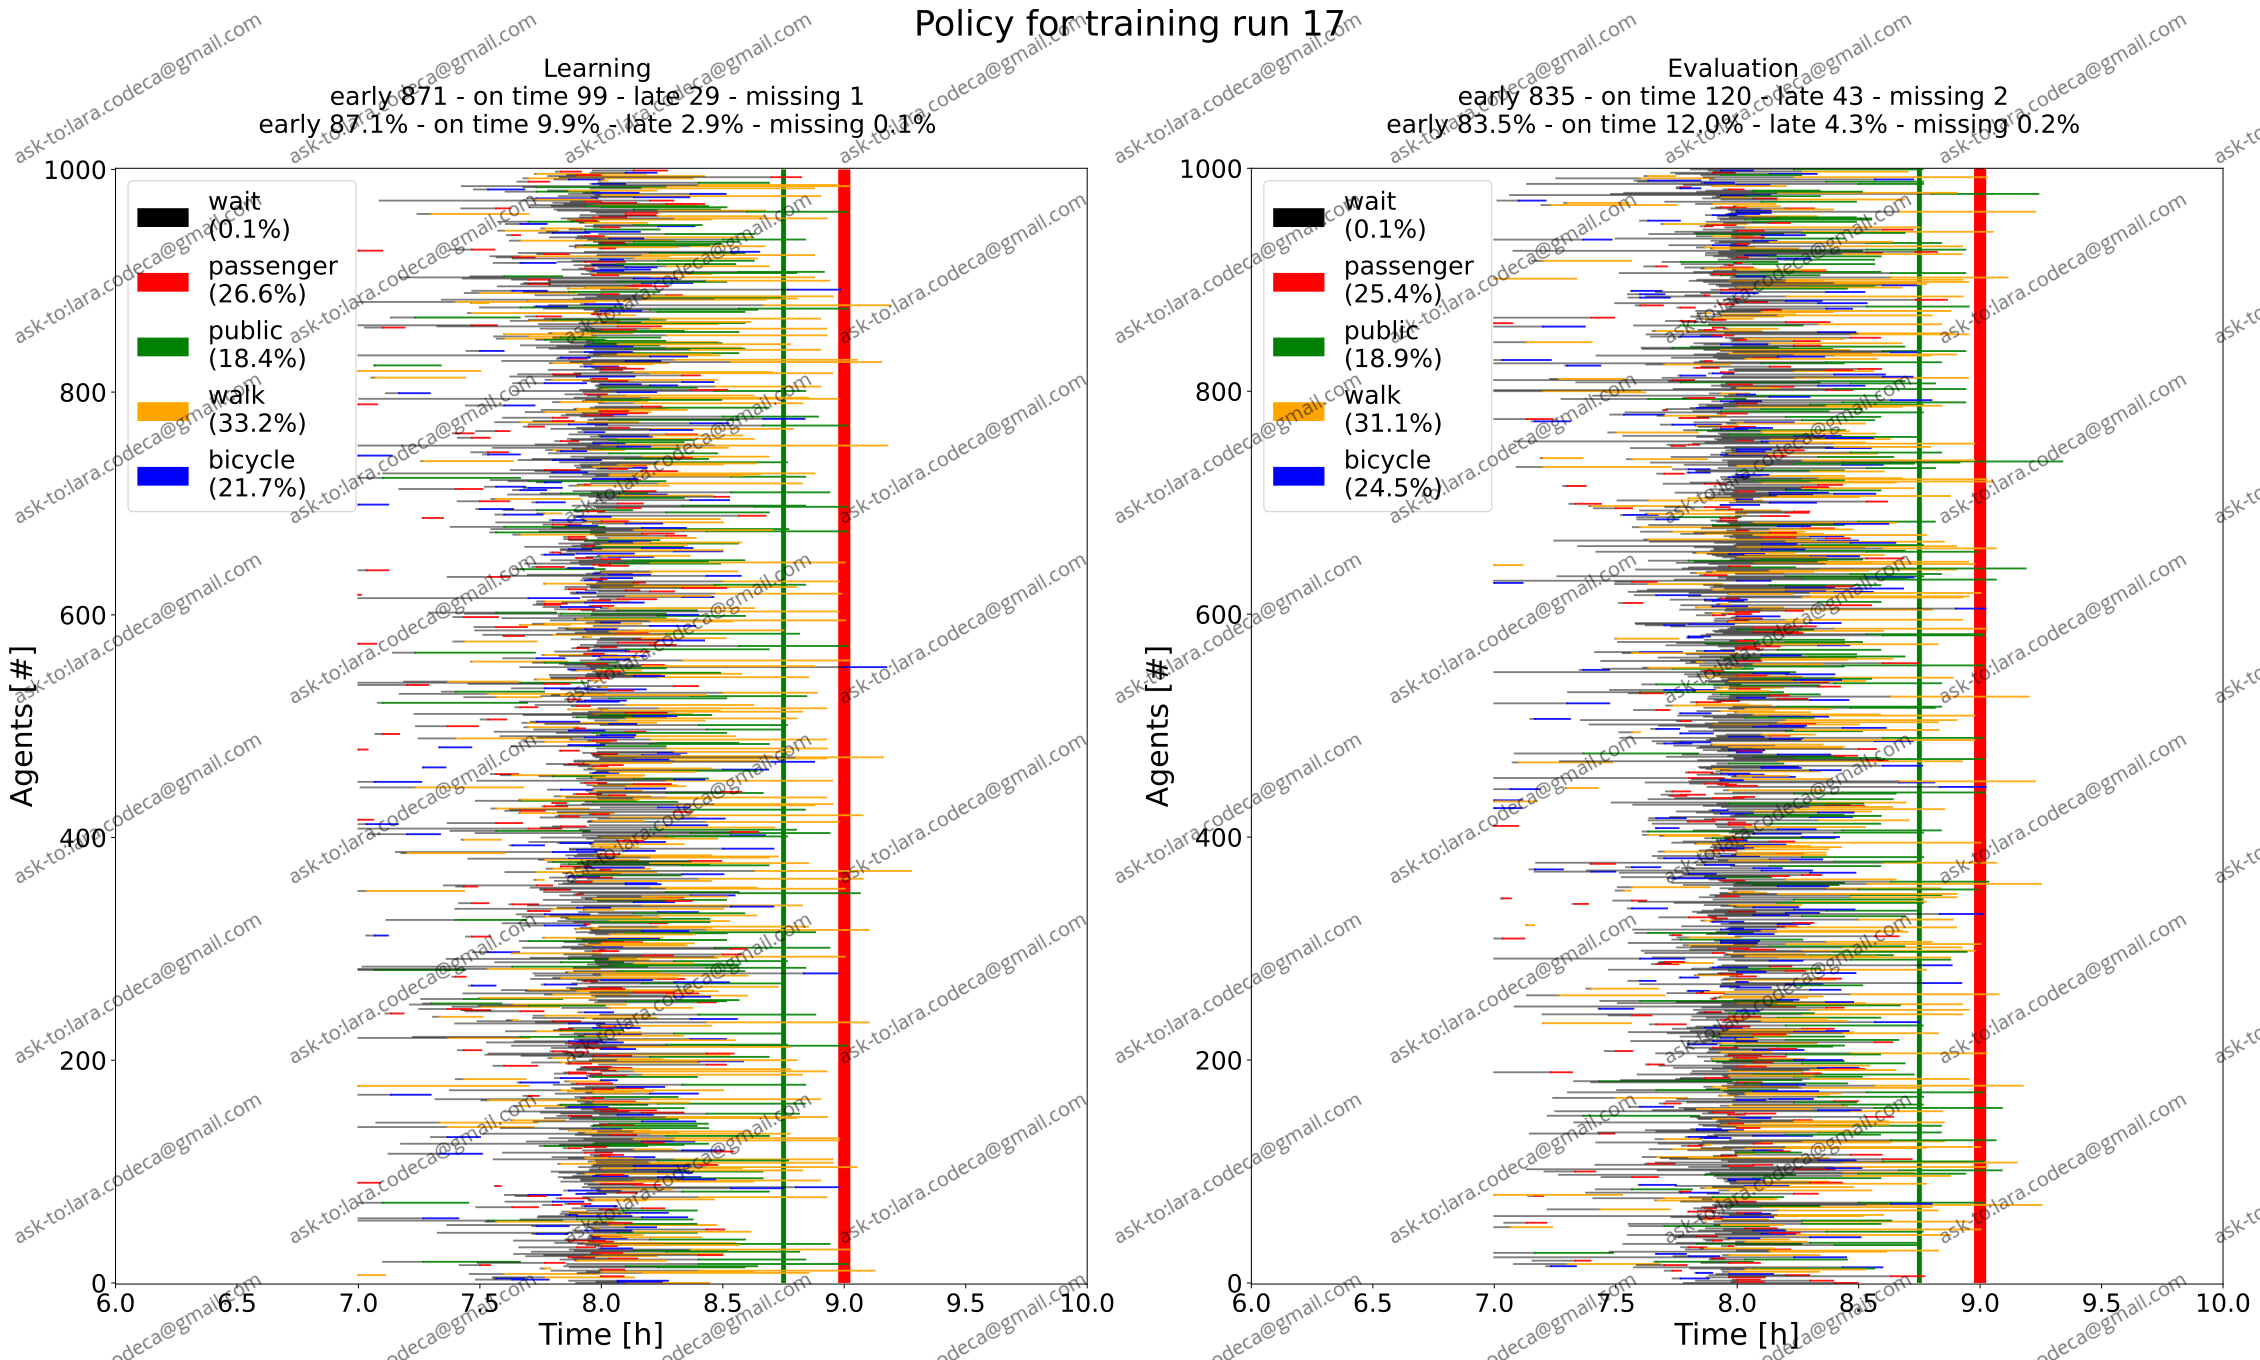 Policy for training run 17
Learning
early 871 - on time 99 - late 29 - missing 1
early 87.1% - on time 9.9% - late 2.9% - missing 0.1%
Evaluation
early 835 - on time 120 - late 43 - missing 2
early 83.5% - on time 12.0% - late 4.3% - missing 0.2%
wait
(0.1%)
passenger
(26.6%)
public
(18.4%)
walk
(33.2%)
bicycle
(21.7%)
wait
(0.1%)
passenger
(25.4%)
public
(18.9%)
walk
(31.1%)
bicycle
(24.5%)
Agents [#]
1000
800
600
400
200
0
6.0 6.5 7.0 7.5 8.0 8.5 9.0 9.5 10.0
Time [h]
Agents [#]
1000
800
600
400
200
0
6.0 6.5 7.0 7.5 8.0 8.5 9.0 9.5 10.0
Time [h]
ask-to:lara.codeca@gmail.com